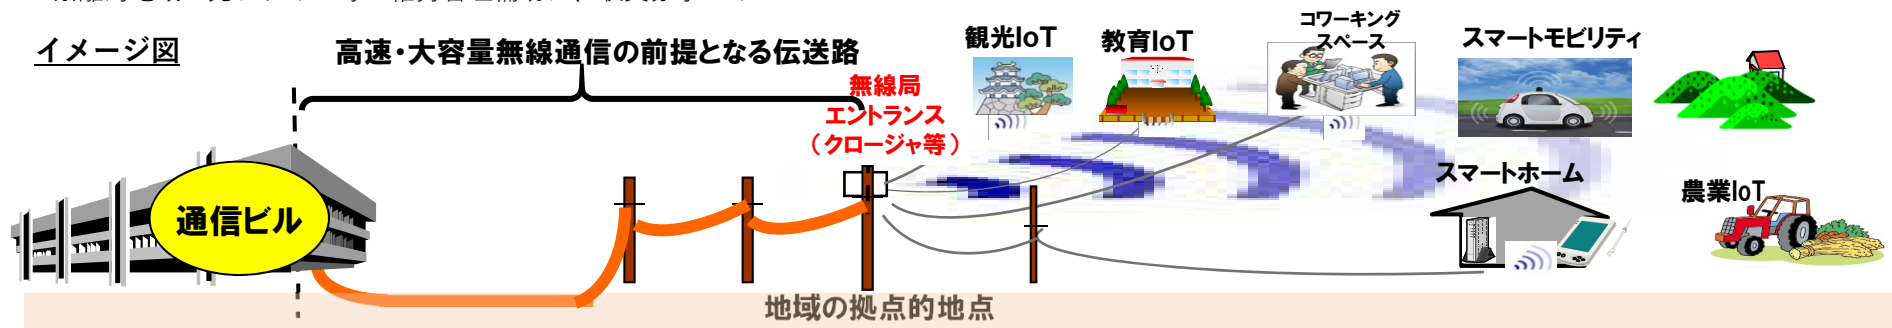 イメージ図
高速・大容量無線通信の前提となる伝送路
無線局
エントランス
（クロージャ等）
観光IoT
教育IoT
コワーキング
スペース
スマートモビリティ
通信ビル
スマートホーム
農業IoT
地域の拠点的地点